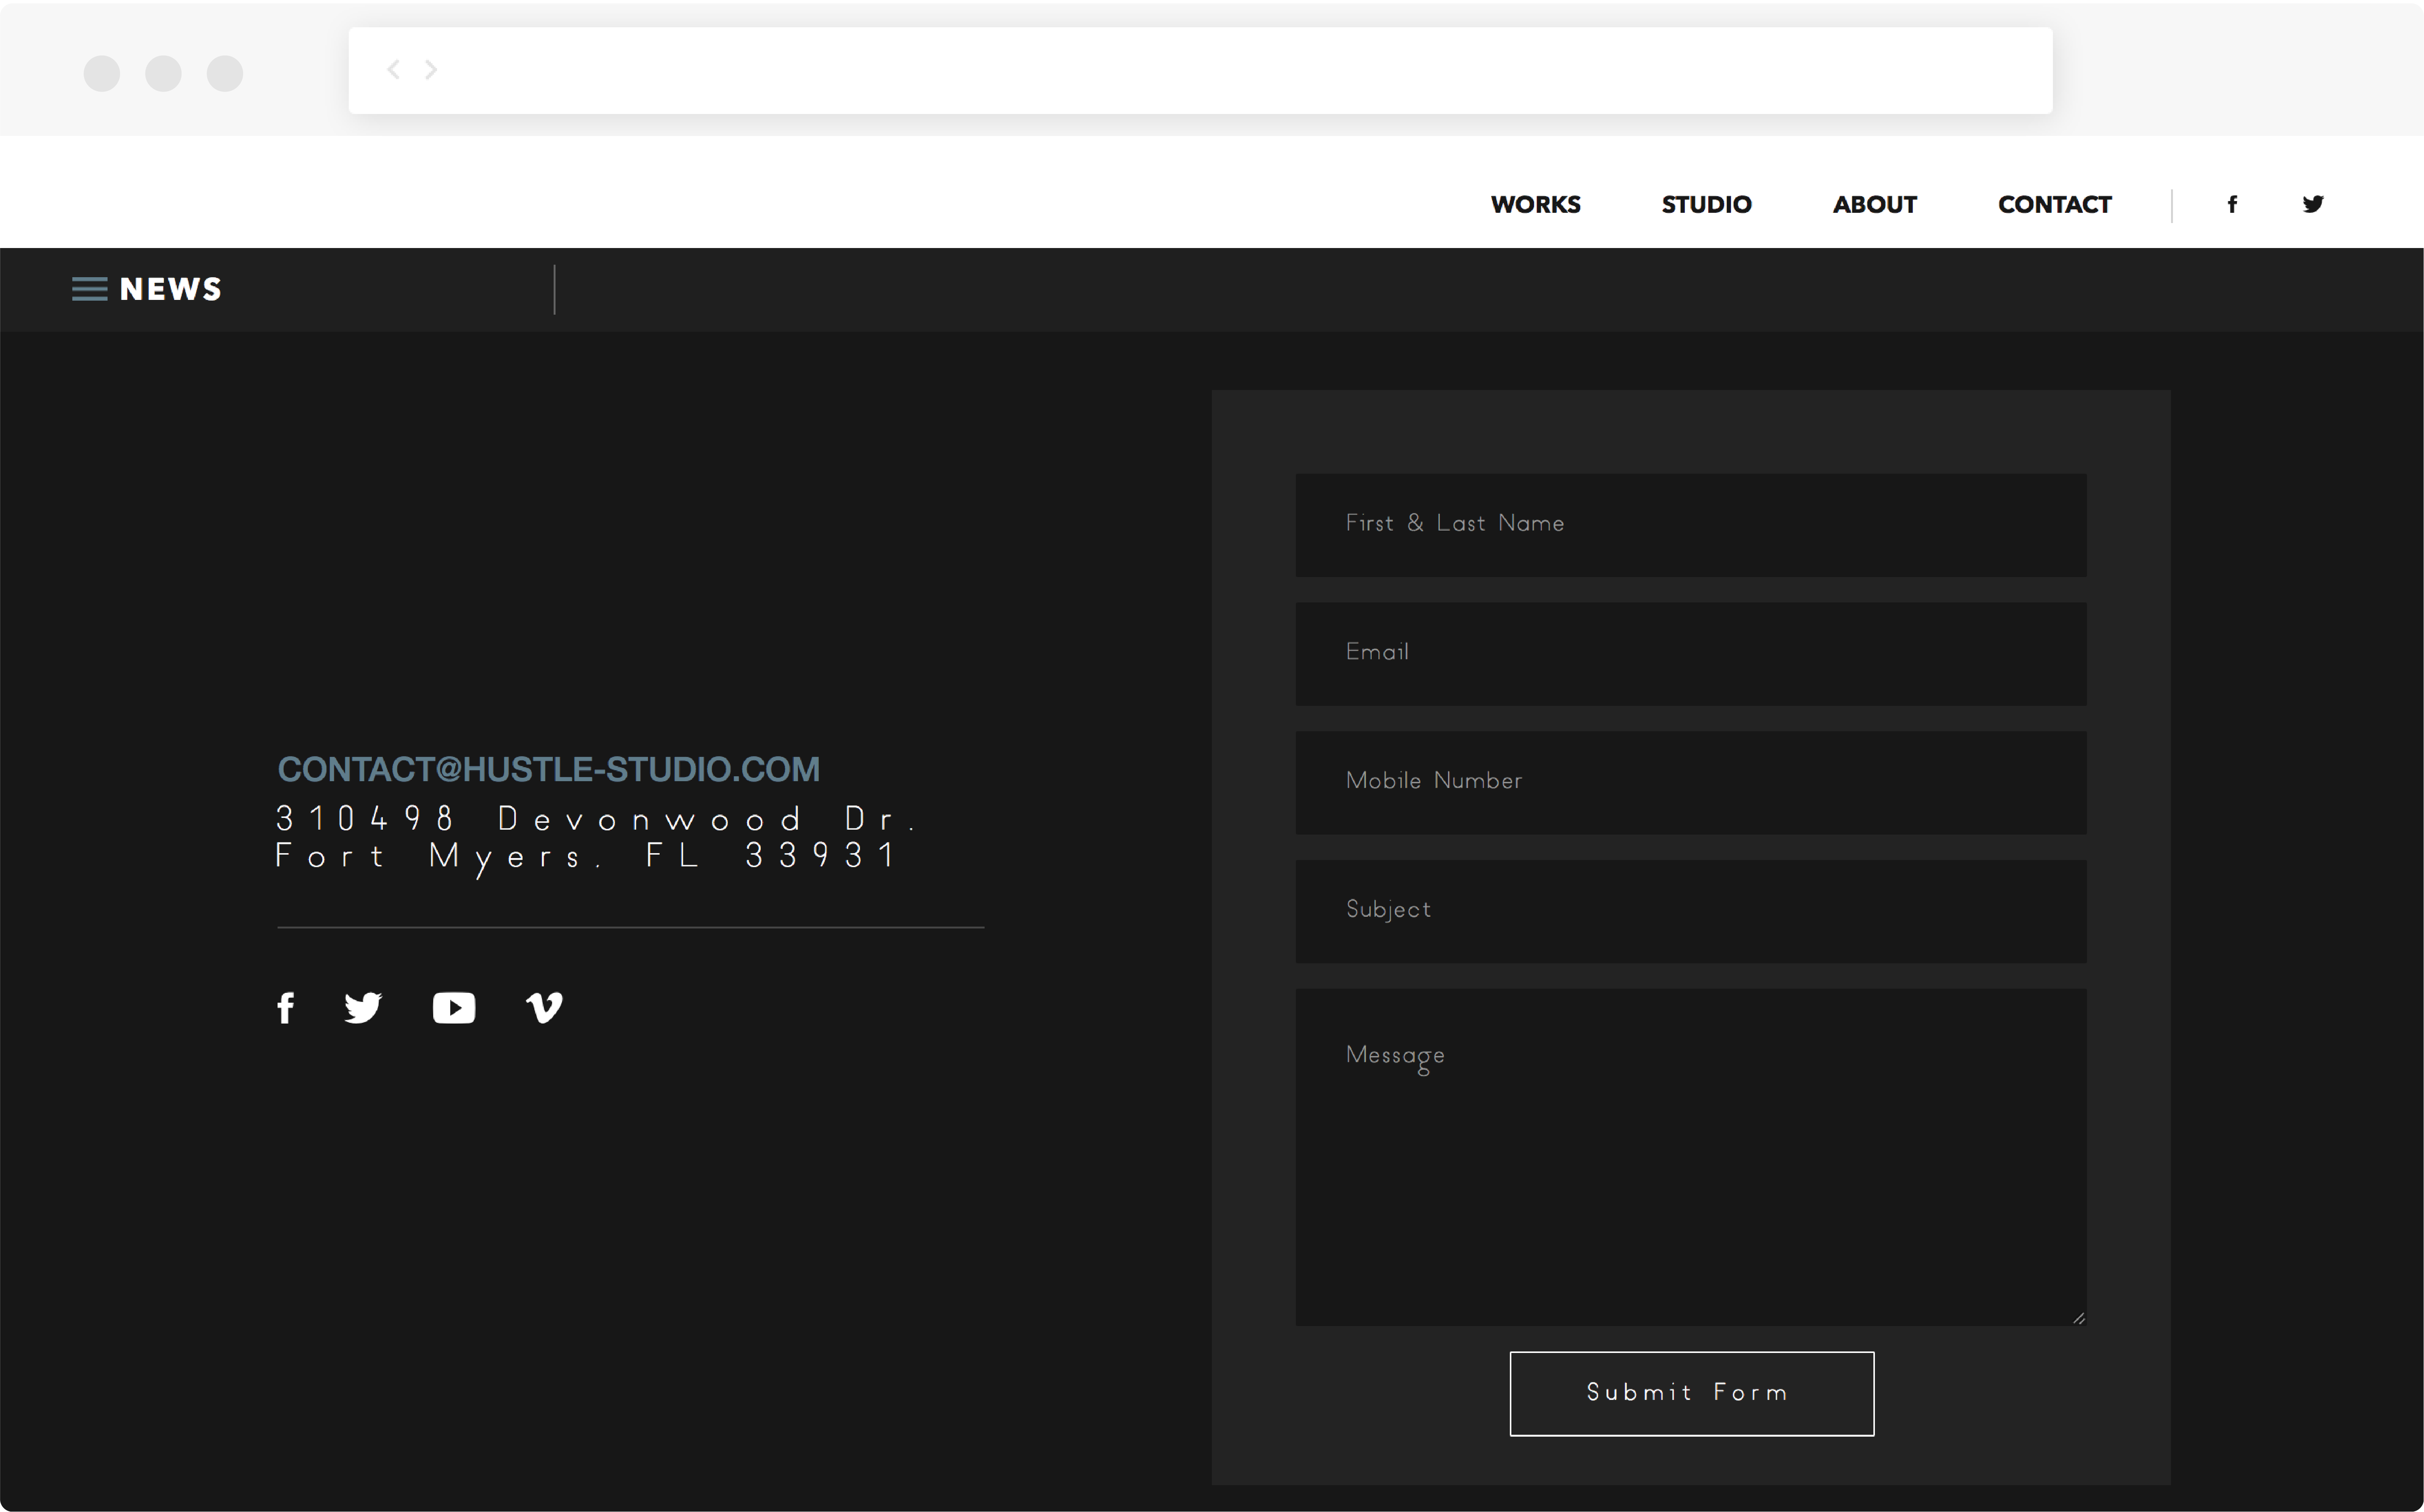 WORKS STUDIO ABOUT CONTACT
NEWS
CONTACT@HUSTLE-STUDIO.COM
310498 Devonwood Dr.
Fort Myers, FL 33931
First & Last Name
Email
Mobile Number
Subject
Message
Submit Form